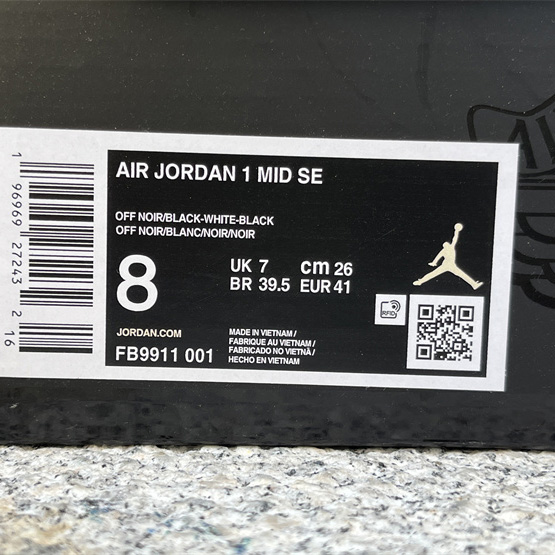 AIR JORDAN 1 MID SE
OFF NOIR/BLACK-WHITE-BLACK
OFF NOIR/BLANC/NOIR/NOIR
8
UK 7 cm 26
BR 39.5 EUR 41
RFID
JORDAN.COM
FB9911 001
MADE IN VIETNAM /
FABRIQUE AU VIETNAM /
FABRICADO NO VIETNÃ /
HECHO EN VIETNAM
1 96969 27243 2 16